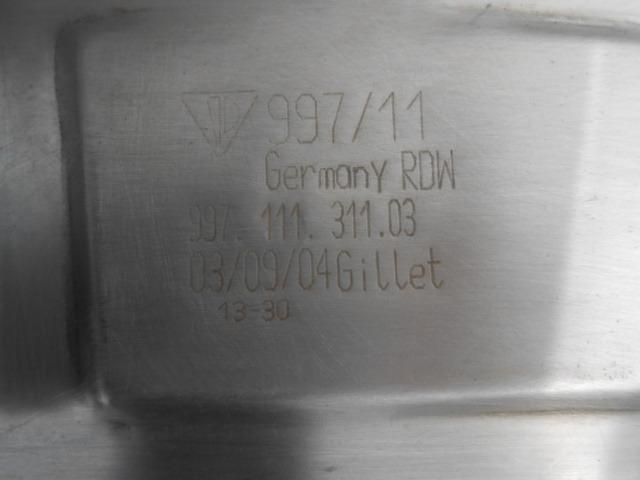 997/11
Germany RDW
997. 111. 311.03
03/09/04Gillet
13-30